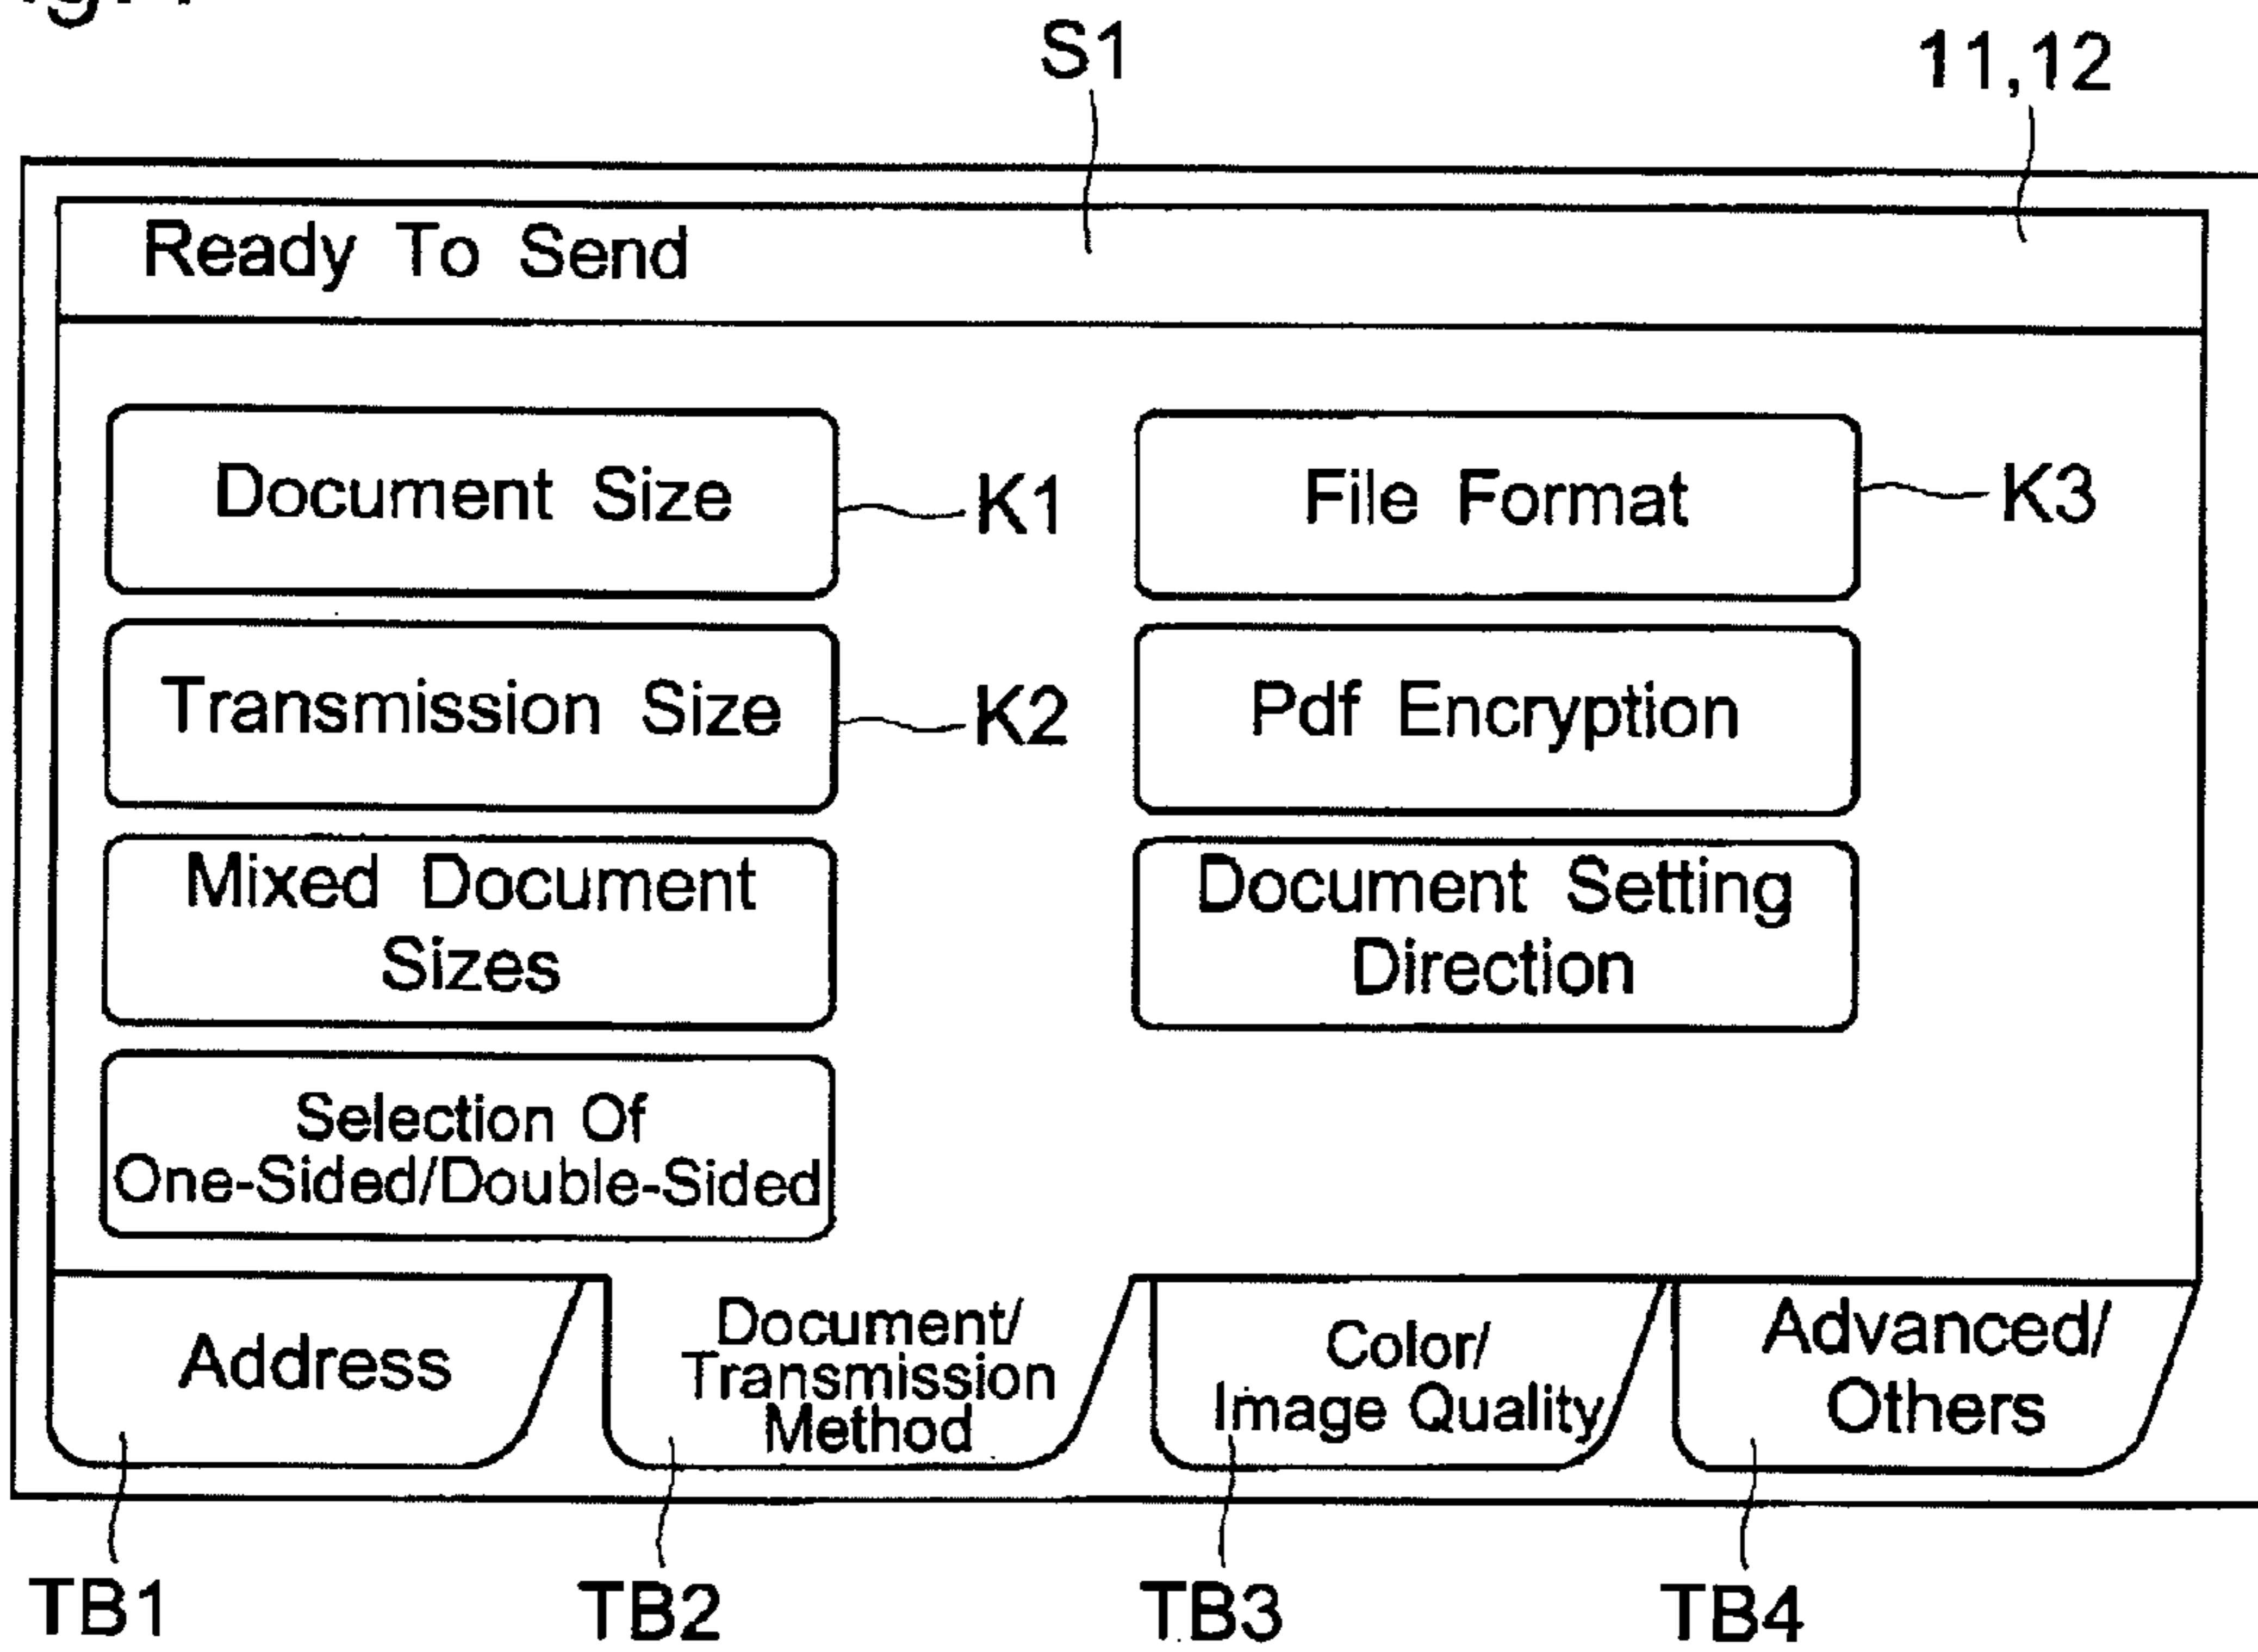 S1
11,12
Ready To Send
Document Size
K1
File Format
K3
Transmission Size
K2
Pdf Encryption
Mixed Document
Sizes
Document Setting
Direction
Selection Of
One-Sided/Double-Sided
Address
Document/
Transmission
Method
Color/
Image Quality
Advanced/
Others
TB1
TB2
TB3
TB4